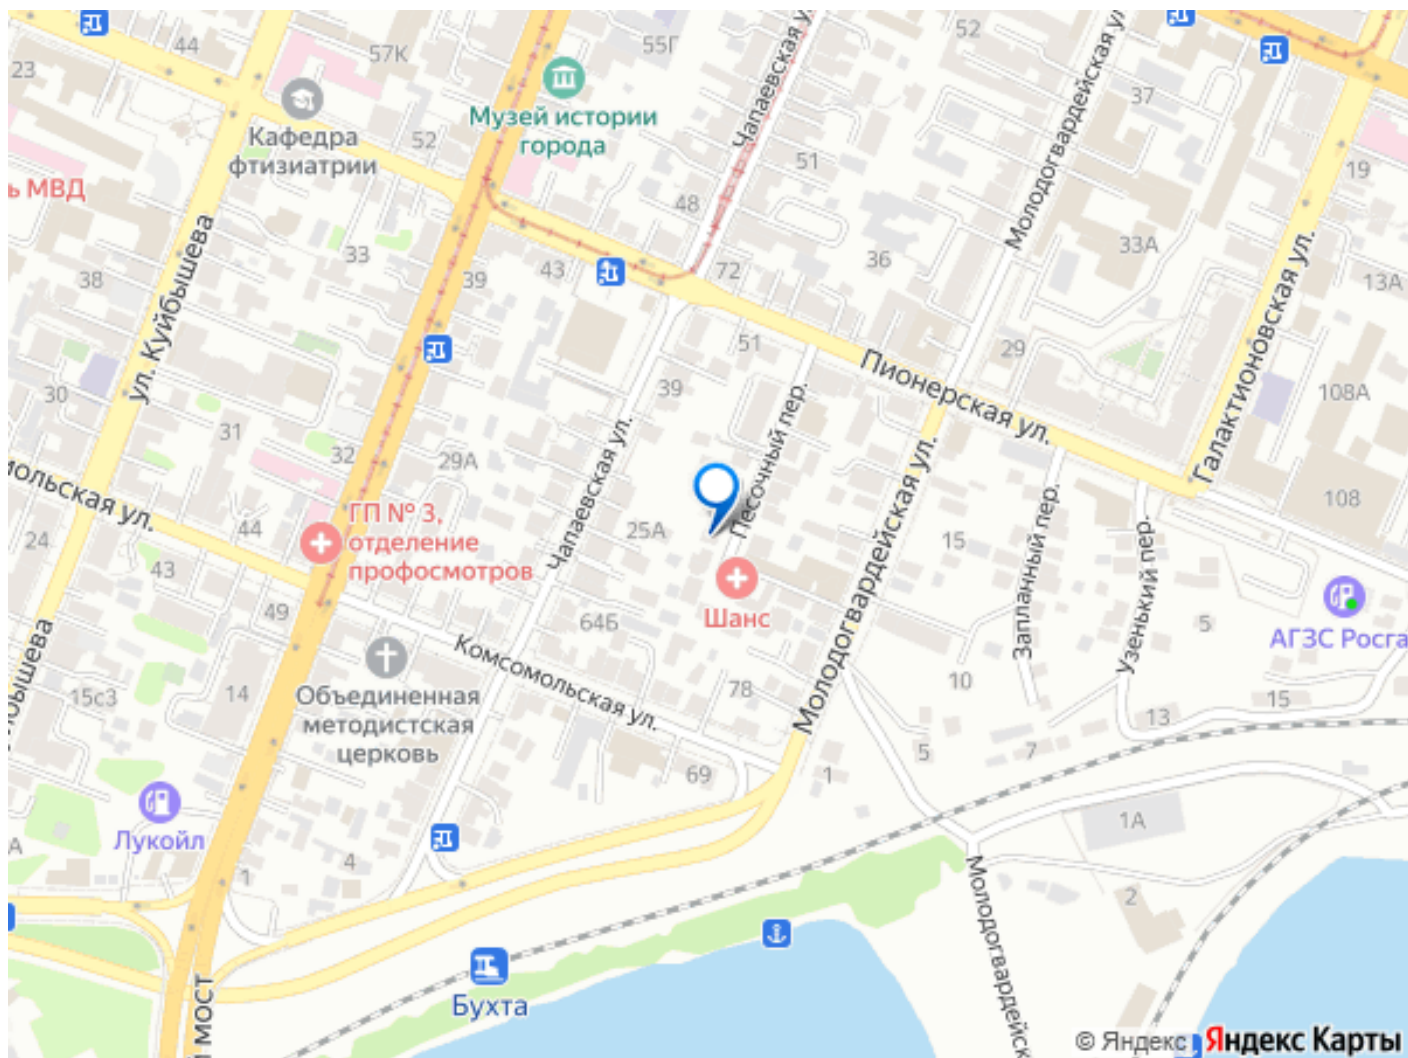 44
57К
55Г
52
23
37
Музей истории
города
Чапаевская ул.
Молодогвардейская ул.
Кафедра
фтизиатрии
52
51
19
ь МВД
48
33
72
36
33А
38
39
43
13А
ул. Куйбышева
Галактионовская ул.
51
29
Пионерская ул.
30
39
108А
31
32
29А
Чапаевская ул.
Песочный пер.
Молодогвардейская ул.
мольская ул.
44
ГП № 3,
отделение
профосмотров
25А
15
Запланный пер.
Узенький пер.
108
24
43
49
Шанс
64Б
5
АГЗС Росга
Комсомольская ул.
йбышева
15с3
14
Объединенная
методистская
церковь
78
10
15
13
5
7
69
1
Лукойл
1А
А
4
1
2
Молодогвардейск
Бухта
й мост
© Яндекс Яндекс Карты